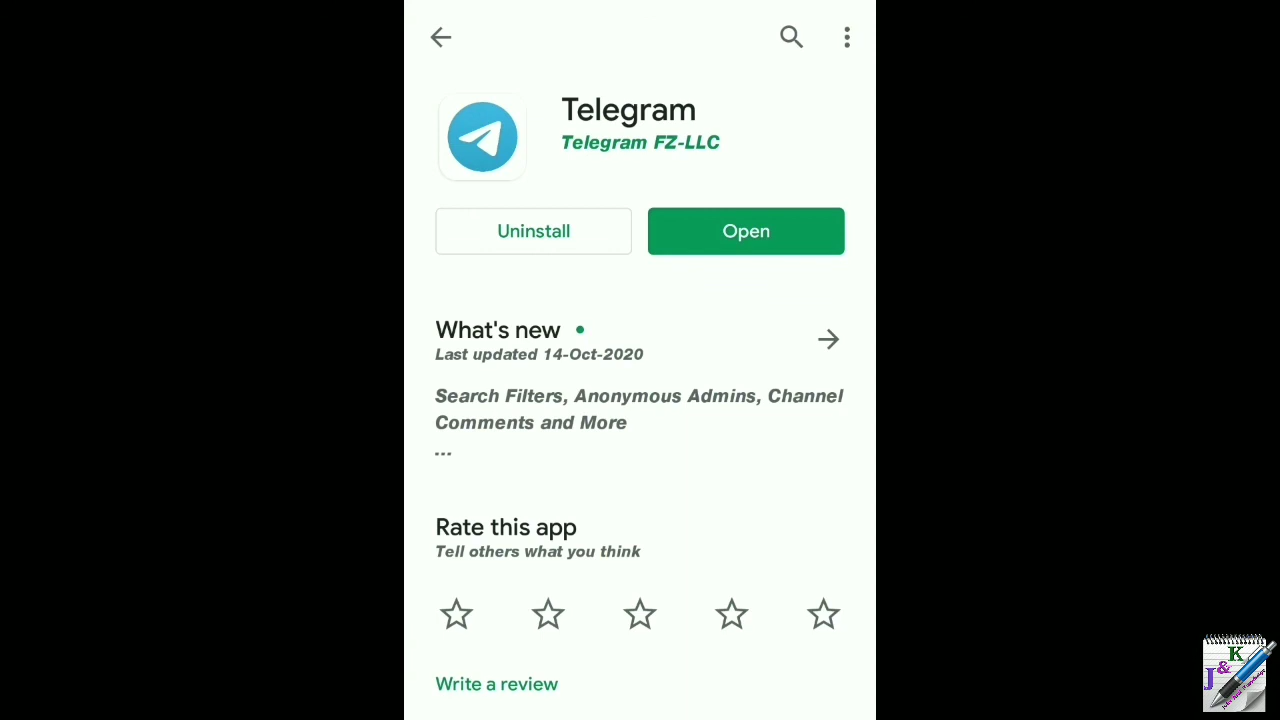 Telegram
Telegram FZ-LLC
Uninstall
Open
What's new
Last updated 14-Oct-2020
Search Filters, Anonymous Admins, Channel
Comments and More
...
Rate this app
Tell others what you think
Write a review
J & K